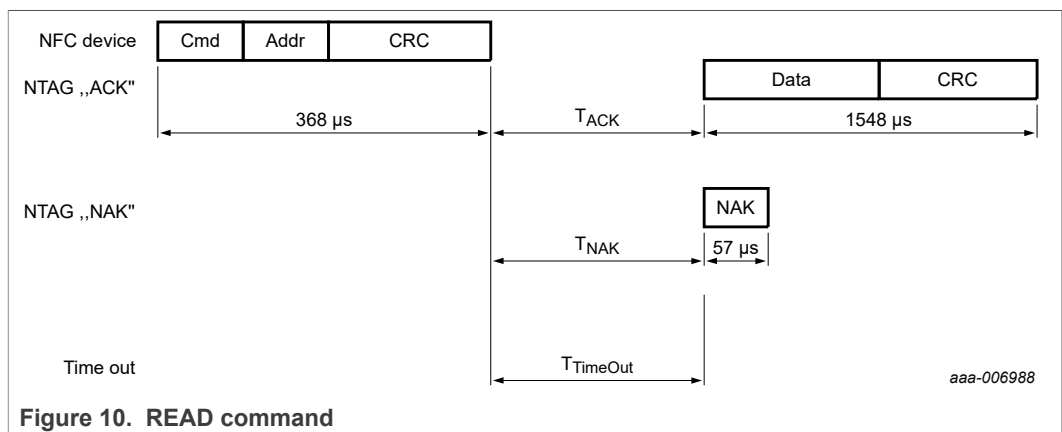 NFC device Cmd Addr CRC
NTAG ,,ACK" Data CRC
368 µs TACK 1548 µs
NTAG ,,NAK" NAK
TNAK 57 µs
Time out TTimeOut
aaa-006988
Figure 10. READ command